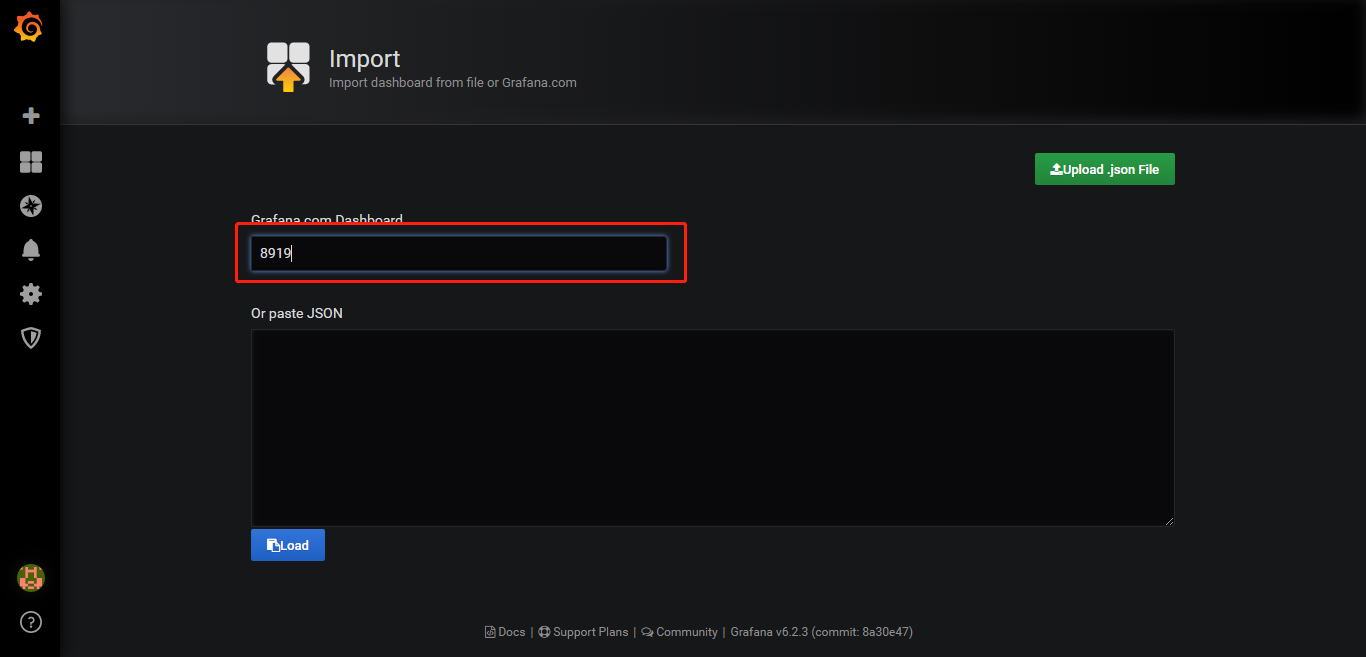 Import
Import dashboard from file or Grafana.com
Upload .json File
Grafana.com Dashboard
8919
Or paste JSON
Load
?
Docs | Support Plans | Community | Grafana v6.2.3 (commit: 8a30e47)